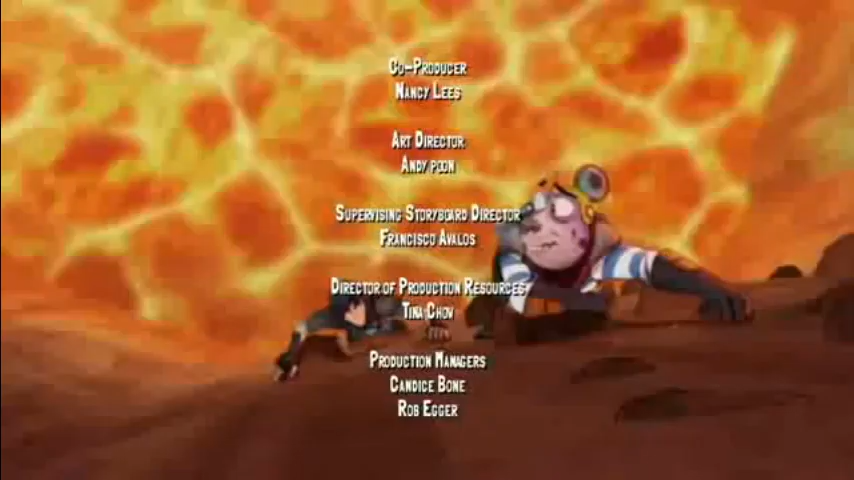 Co-Producer
Nancy Lees
Art Director
Andy Poon
Supervising Storyboard Director
Francisco Avalos
Director of Production Resources
Tina Chow
Production Managers
Candice Bone
Rob Egger